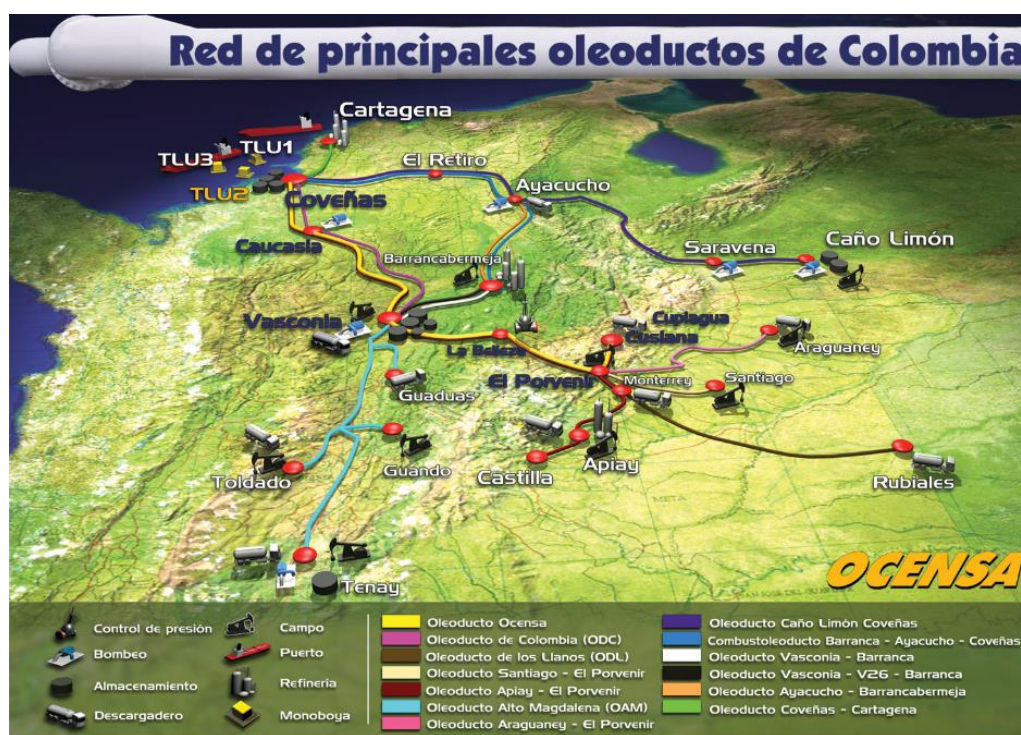 Red de principales oleoductos de Colombia
Cartagena
TLU1
TLU3
TLU2
El Retiro
Coveñas
Ayacucho
Caucasia
Barrancabermeja
Saravena
Caño Limón
Vasconia
La Belleza
Cupiagua
Cusiana
Araguaney
El Porvenir
Monterrey
Santiago
Guaduas
Toldado
Guando
Castilla
Apiay
Rubiales
Tenay
OCENSA
Control de presión
Bombeo
Almacenamiento
Descargadero
Campo
Puerto
Refinería
Monoboya
Oleoducto Ocensa
Oleoducto de Colombia (ODC)
Oleoducto de los Llanos (ODL)
Oleoducto Santiago - El Porvenir
Oleoducto Apiay - El Porvenir
Oleoducto Alto Magdalena (OAM)
Oleoducto Araguaney - El Porvenir
Oleoducto Caño Limón Coveñas
Combustoleoducto Barranca - Ayacucho - Coveñas
Oleoducto Vasconia - Barranca
Oleoducto Vasconia - V26 - Barranca
Oleoducto Ayacucho - Barrancabermeja
Oleoducto Coveñas - Cartagena